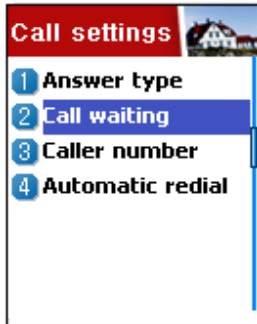 Call settings
1 Answer type
2 Call waiting
3 Caller number
4 Automatic redial